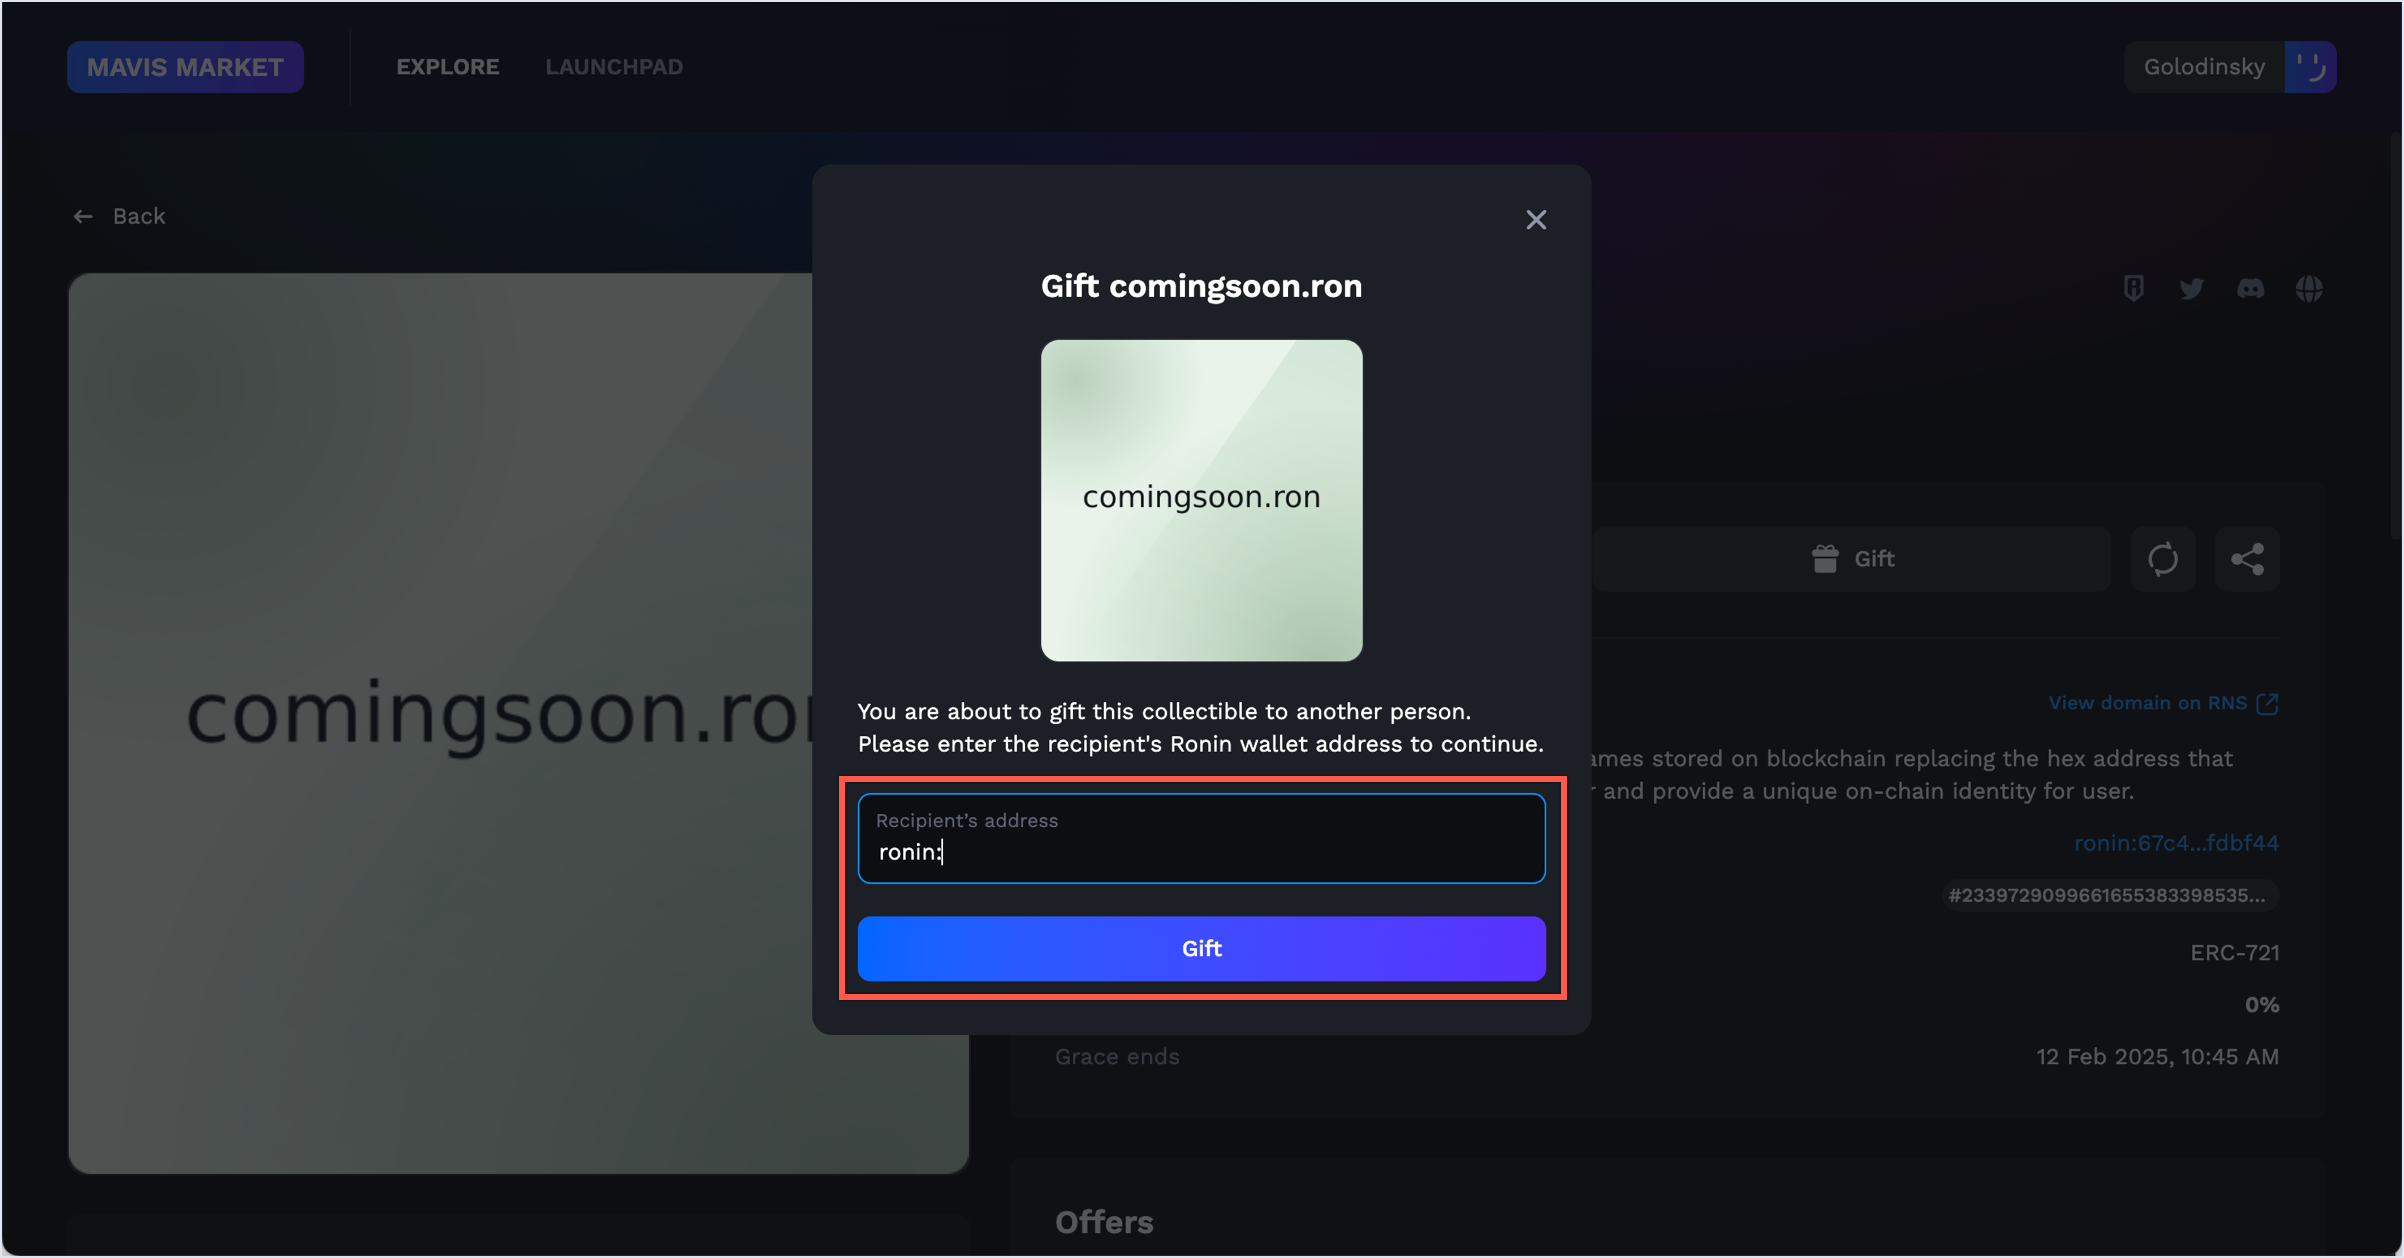 MAVIS MARKET
EXPLORE
LAUNCHPAD
Golodinsky
Back
comingsoon.ron
Gift comingsoon.ron
comingsoon.ron
You are about to gift this collectible to another person.
Please enter the recipient's Ronin wallet address to continue.
Recipient's address
ronin:
Gift
Gift
View domain on RNS
ames stored on blockchain replacing the hex address that
and provide a unique on-chain identity for user.
ronin:67c4...fdbf44
#2339729099661655383398535...
ERC-721
0%
Grace ends
12 Feb 2025, 10:45 AM
Offers